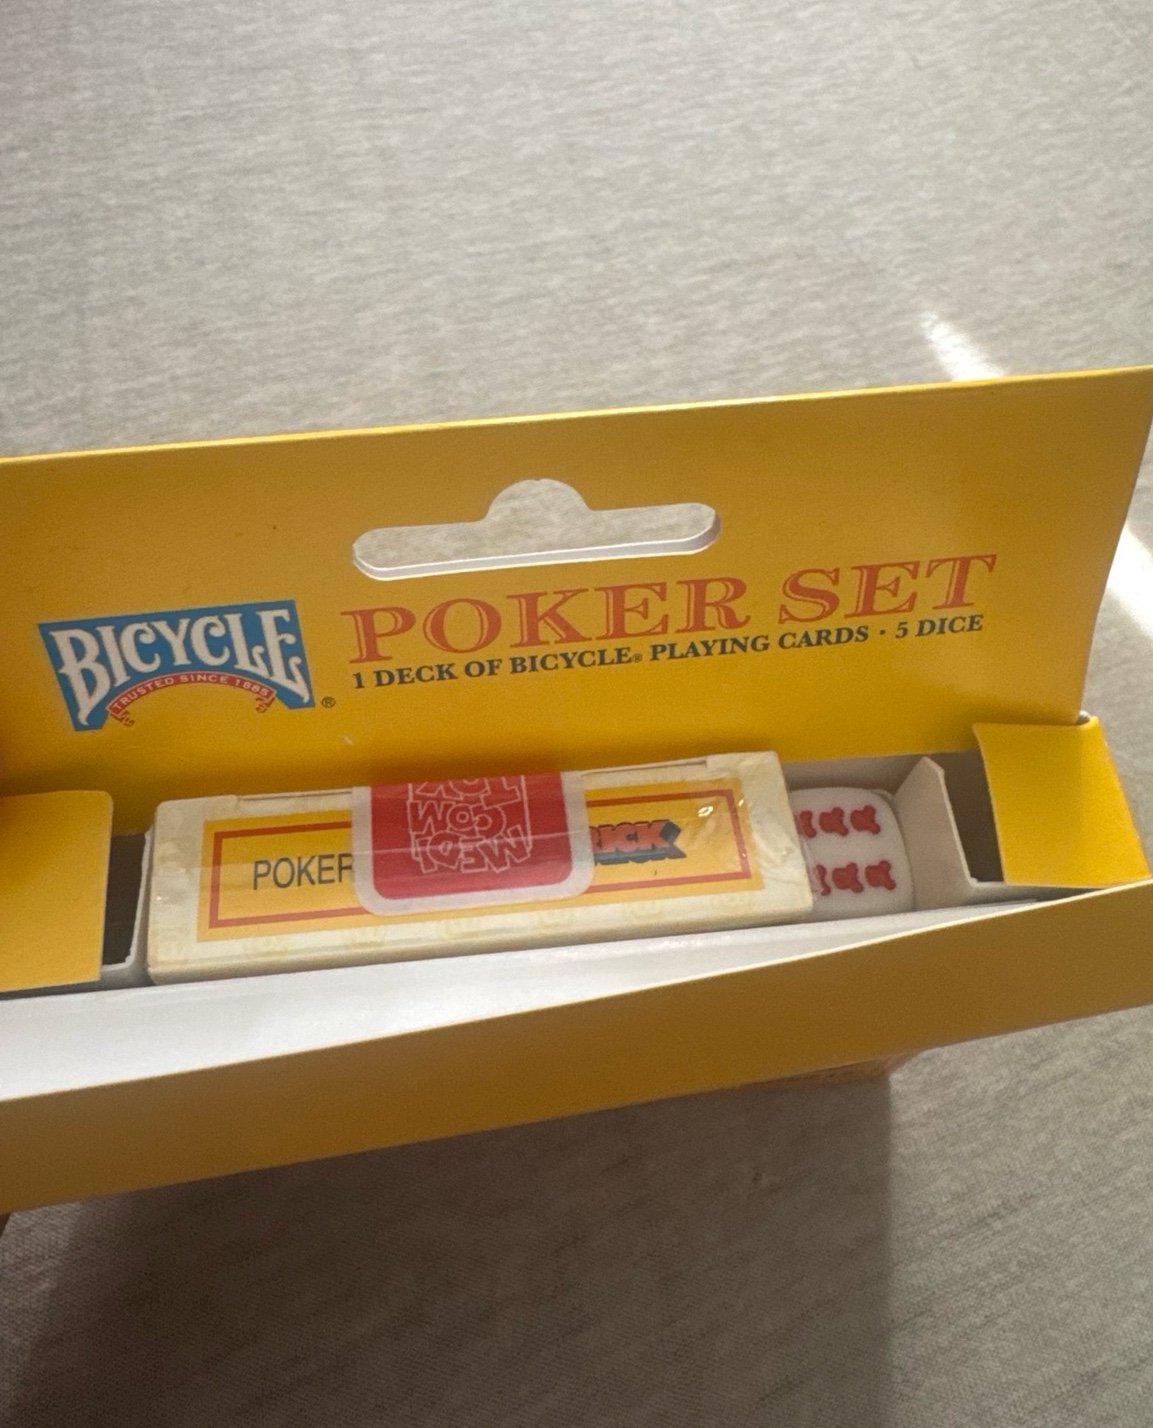 BICYCLE
TRUSTED SINCE 1885
®
POKER SET
1 DECK OF BICYCLE® PLAYING CARDS · 5 DICE
POKER